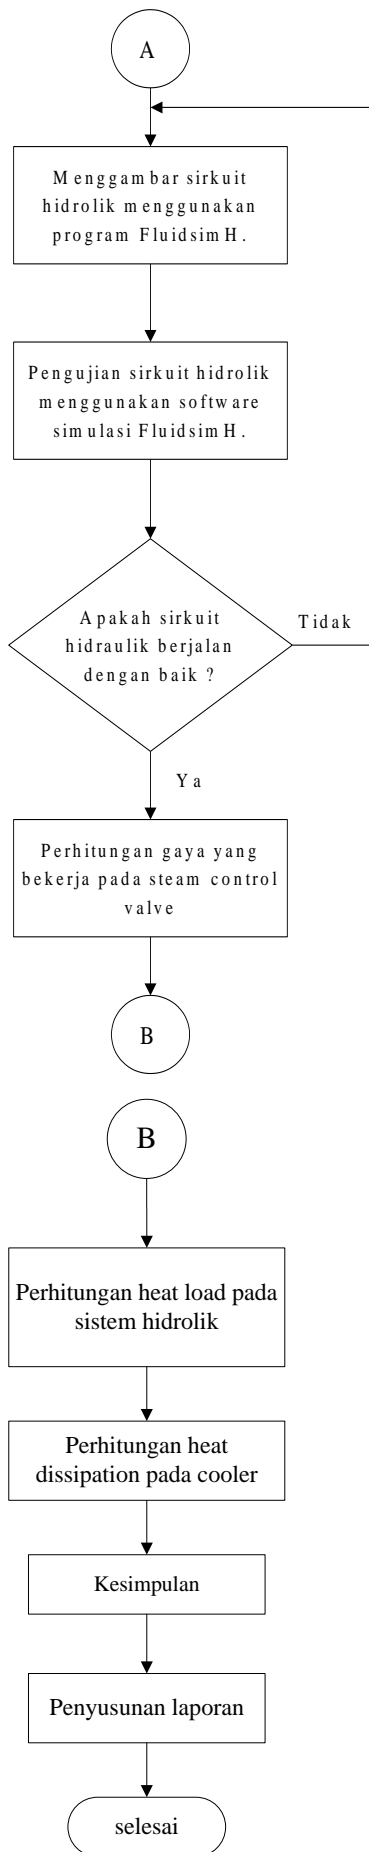 A
Menggambar sirkuit
hidrolik menggunakan
program FluidsimH.
Pengujian sirkuit hidrolik
menggunakan software
simulasi FluidsimH.
Apakah sirkuit
hidraulik berjalan
dengan baik ?
Tidak
Ya
Perhitungan gaya yang
bekerja pada steam control
valve
B
B
Perhitungan heat load pada
sistem hidrolik
Perhitungan heat
dissipation pada cooler
Kesimpulan
Penyusunan laporan
selesai